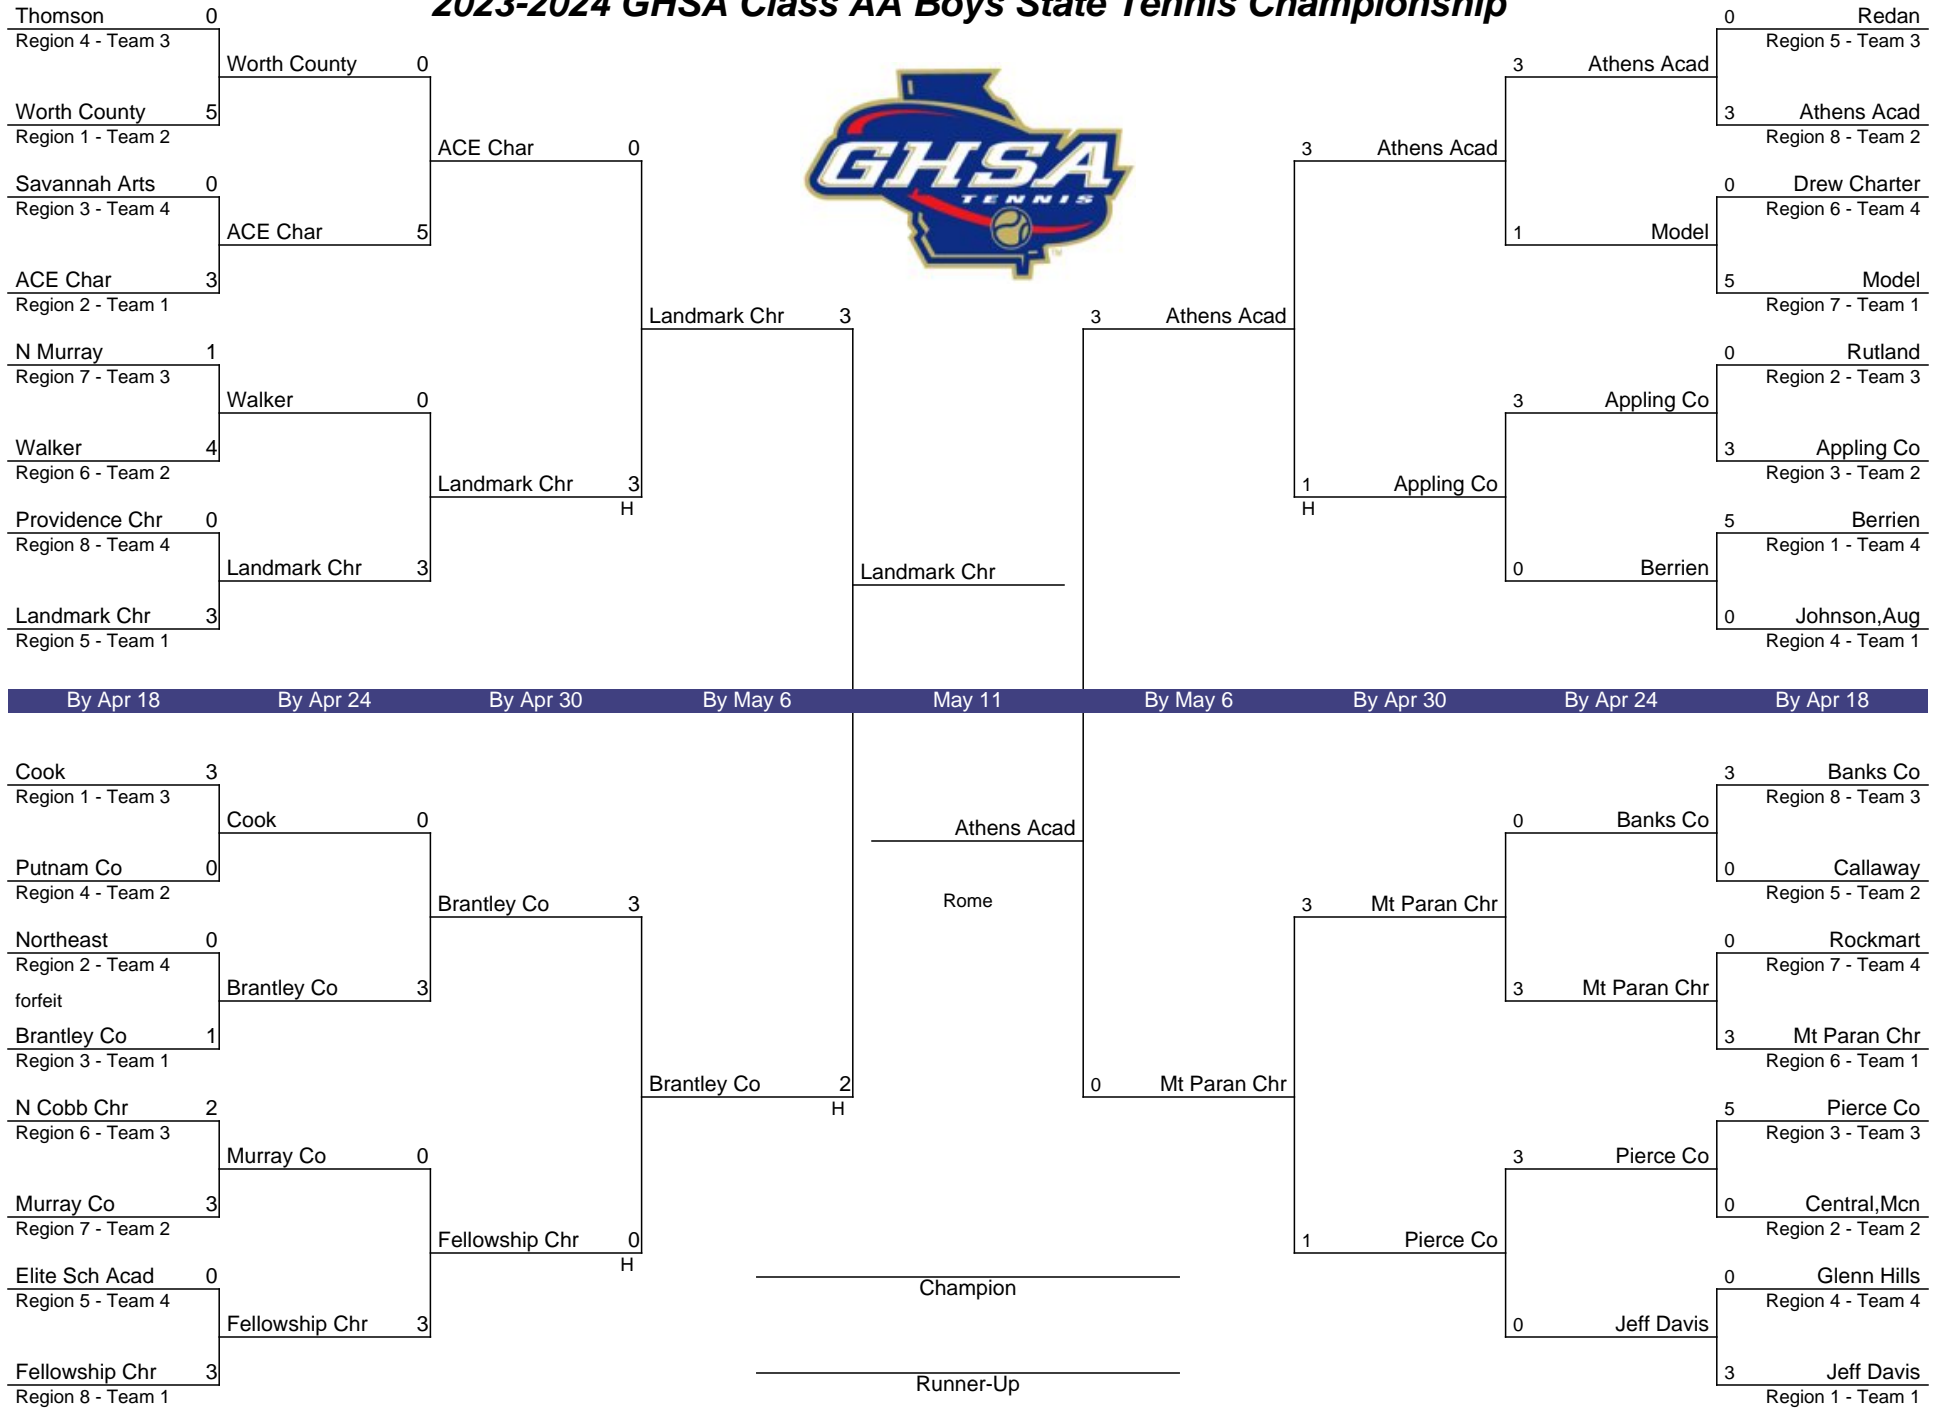 2023-2024 GHSA Class AA Boys State Tennis Championship
Thomson 0
Region 4 - Team 3
Worth County 0
Worth County 5
Region 1 - Team 2
ACE Char 0
Savannah Arts 0
Region 3 - Team 4
ACE Char 5
ACE Char 3
Region 2 - Team 1
Landmark Chr 3
N Murray 1
Region 7 - Team 3
Walker 0
Walker 4
Region 6 - Team 2
Landmark Chr 3
H
Providence Chr 0
Region 8 - Team 4
Landmark Chr 3
Landmark Chr 3
Region 5 - Team 1
Landmark Chr
GHSA
TENNIS
TM
0 Redan
Region 5 - Team 3
3 Athens Acad
3 Athens Acad
Region 8 - Team 2
3 Athens Acad
0 Drew Charter
Region 6 - Team 4
1 Model
5 Model
Region 7 - Team 1
3 Athens Acad
0 Rutland
Region 2 - Team 3
3 Appling Co
3 Appling Co
Region 3 - Team 2
1 Appling Co
H
5 Berrien
Region 1 - Team 4
0 Berrien
0 Johnson,Aug
Region 4 - Team 1
By Apr 18 By Apr 24 By Apr 30 By May 6 May 11 By May 6 By Apr 30 By Apr 24 By Apr 18
Cook 3
Region 1 - Team 3
Cook 0
Putnam Co 0
Region 4 - Team 2
Brantley Co 3
Northeast 0
Region 2 - Team 4
Brantley Co 3
forfeit
Brantley Co 1
Region 3 - Team 1
Brantley Co 2
H
N Cobb Chr 2
Region 6 - Team 3
Murray Co 0
Murray Co 3
Region 7 - Team 2
Fellowship Chr 0
H
Elite Sch Acad 0
Region 5 - Team 4
Fellowship Chr 3
Fellowship Chr 3
Region 8 - Team 1
Athens Acad
Rome
Champion
Runner-Up
3 Banks Co
Region 8 - Team 3
0 Banks Co
0 Callaway
Region 5 - Team 2
3 Mt Paran Chr
0 Rockmart
Region 7 - Team 4
3 Mt Paran Chr
3 Mt Paran Chr
Region 6 - Team 1
0 Mt Paran Chr
5 Pierce Co
Region 3 - Team 3
3 Pierce Co
0 Central,Mcn
Region 2 - Team 2
1 Pierce Co
0 Glenn Hills
Region 4 - Team 4
0 Jeff Davis
3 Jeff Davis
Region 1 - Team 1